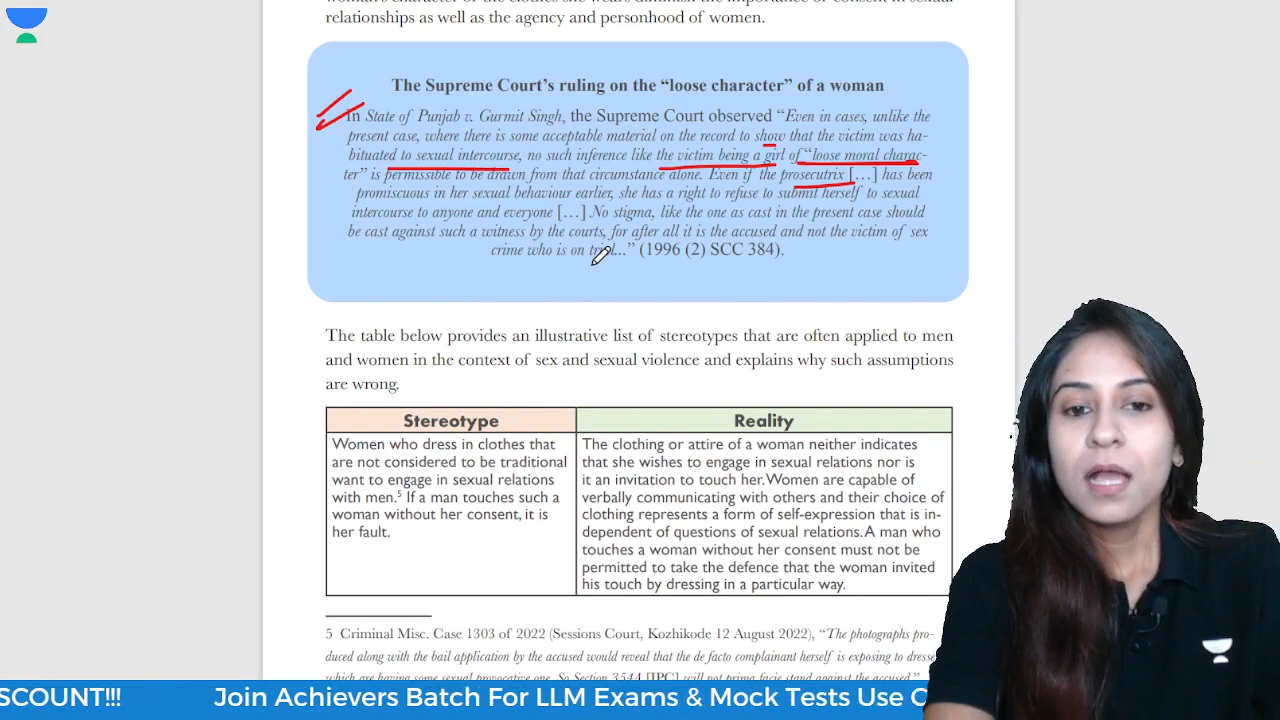 relationships as well as the agency and personhood of women.
The Supreme Court's ruling on the “loose character” of a woman
In State of Punjab v. Gurmit Singh, the Supreme Court observed “Even in cases, unlike the
present case, where there is some acceptable material on the record to show that the victim was ha-
bituated to sexual intercourse, no such inference like the victim being a girl of “loose moral charac-
ter” is permissible to be drawn from that circumstance alone. Even if the prosecutrix […] has been
promiscuous in her sexual behaviour earlier, she has a right to refuse to submit herself to sexual
intercourse to anyone and everyone […] No stigma, like the one as cast in the present case should
be cast against such a witness by the courts, for after all it is the accused and not the victim of sex
crime who is on trial...” (1996 (2) SCC 384).
The table below provides an illustrative list of stereotypes that are often applied to men
and women in the context of sex and sexual violence and explains why such assumptions
are wrong.
Stereotype
Women who dress in clothes that
are not considered to be traditional
want to engage in sexual relations
with men.5 If a man touches such a
woman without her consent, it is
her fault.
Reality
The clothing or attire of a woman neither indicates
that she wishes to engage in sexual relations nor is
it an invitation to touch her. Women are capable of
verbally communicating with others and their choice of
clothing represents a form of self-expression that is in-
dependent of questions of sexual relations. A man who
touches a woman without her consent must not be
permitted to take the defence that the woman invited
his touch by dressing in a particular way.
5 Criminal Misc. Case 1303 of 2022 (Sessions Court, Kozhikode 12 August 2022), “The photographs pro-
duced along with the bail application by the accused would reveal that the de facto complainant herself is exposing to dresse
SCOUNT!!! Join Achievers Batch For LLM Exams & Mock Tests Use